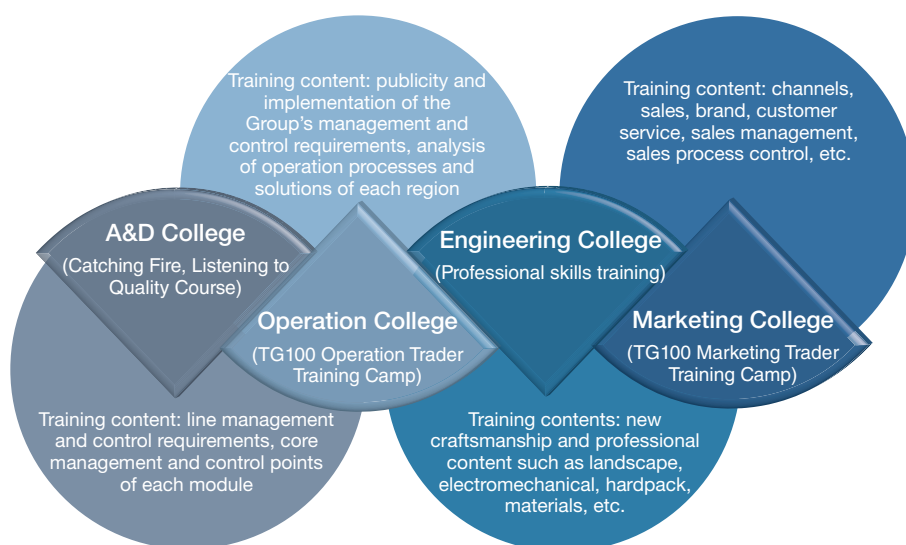 Training content: publicity and
implementation of the
Group's management and
control requirements, analysis
of operation processes and
solutions of each region
Training content: channels,
sales, brand, customer
service, sales management,
sales process control, etc.
A&D College
(Catching Fire, Listening to
Quality Course)
Operation College
(TG100 Operation Trader
Training Camp)
Engineering College
(Professional skills training)
Marketing College
(TG100 Marketing Trader
Training Camp)
Training content: line management
and control requirements, core
management and control points
of each module
Training contents: new
craftsmanship and professional
content such as landscape,
electromechanical, hardpack,
materials, etc.